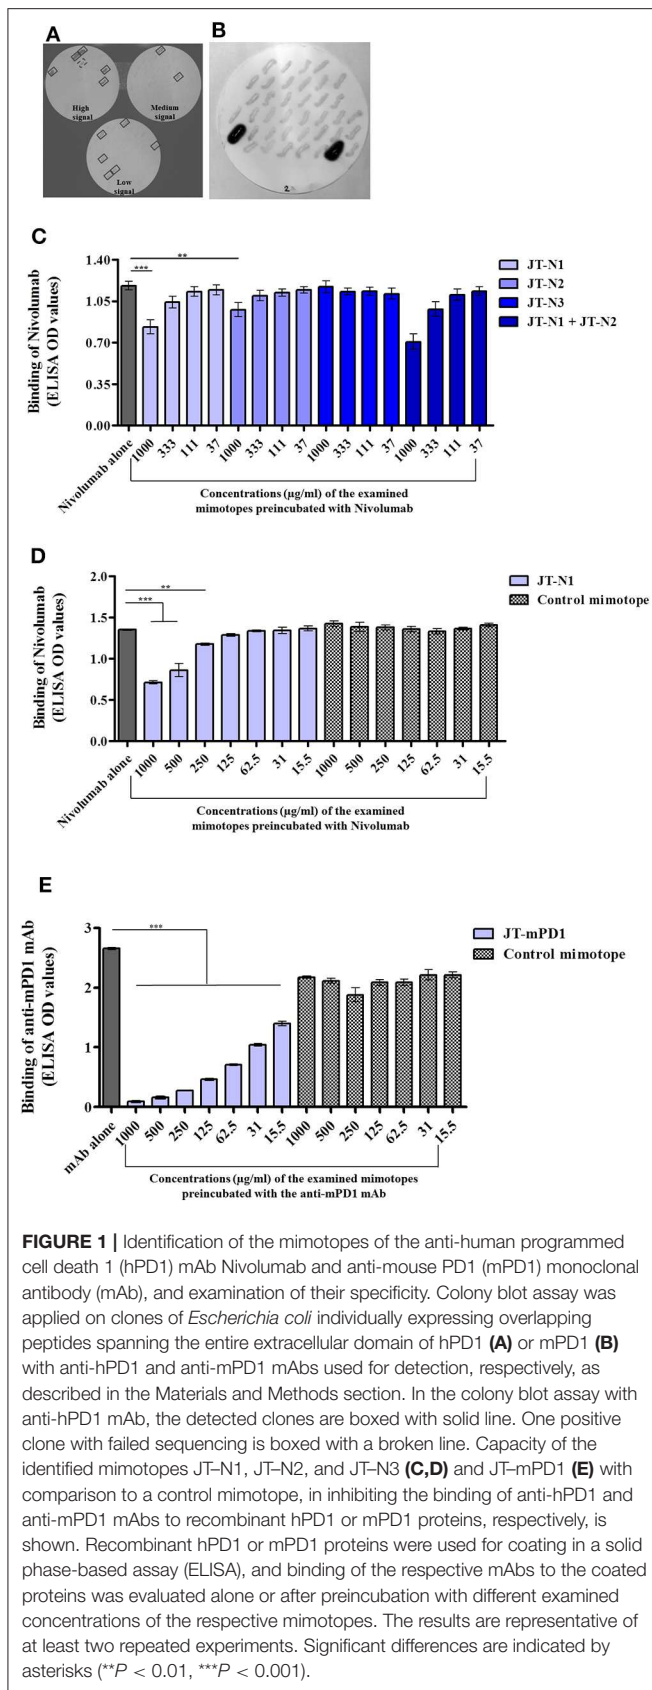 A
B
High
signal
Medium
signal
Low
signal
2
C
Binding of Nivolumab
(ELISA OD values)
1.40
1.05
0.70
0.35
0.00
***
**
JT-N1
JT-N2
JT-N3
JT-N1 + JT-N2
Nivolumab alone
1000
333
111
37
1000
333
111
37
1000
333
111
37
1000
333
111
37
Concentrations (µg/ml) of the examined
mimotopes preincubated with Nivolumab
D
Binding of Nivolumab
(ELISA OD values)
2.0
1.5
1.0
0.5
0.0
**
***
JT-N1
Control mimotope
Nivolumab alone
1000
500
250
125
62.5
31
15.5
1000
500
250
125
62.5
31
15.5
Concentrations (µg/ml) of the examined
mimotopes preincubated with Nivolumab
E
Binding of anti-mPD1 mAb
(ELISA OD values)
3
2
1
0
***
JT-mPD1
Control mimotope
mAb alone
1000
500
250
125
62.5
31
15.5
1000
500
250
125
62.5
31
15.5
Concentrations (µg/ml) of the examined mimotopes
preincubated with the anti-mPD1 mAb
FIGURE 1 | Identification of the mimotopes of the anti-human programmed
cell death 1 (hPD1) mAb Nivolumab and anti-mouse PD1 (mPD1) monoclonal
antibody (mAb), and examination of their specificity. Colony blot assay was
applied on clones of Escherichia coli individually expressing overlapping
peptides spanning the entire extracellular domain of hPD1 (A) or mPD1 (B)
with anti-hPD1 and anti-mPD1 mAbs used for detection, respectively, as
described in the Materials and Methods section. In the colony blot assay with
anti-hPD1 mAb, the detected clones are boxed with solid line. One positive
clone with failed sequencing is boxed with a broken line. Capacity of the
identified mimotopes JT–N1, JT–N2, and JT–N3 (C,D) and JT–mPD1 (E) with
comparison to a control mimotope, in inhibiting the binding of anti-hPD1 and
anti-mPD1 mAbs to recombinant hPD1 or mPD1 proteins, respectively, is
shown. Recombinant hPD1 or mPD1 proteins were used for coating in a solid
phase-based assay (ELISA), and binding of the respective mAbs to the coated
proteins was evaluated alone or after preincubation with different examined
concentrations of the respective mimotopes. The results are representative of
at least two repeated experiments. Significant differences are indicated by
asterisks (**P < 0.01, ***P < 0.001).